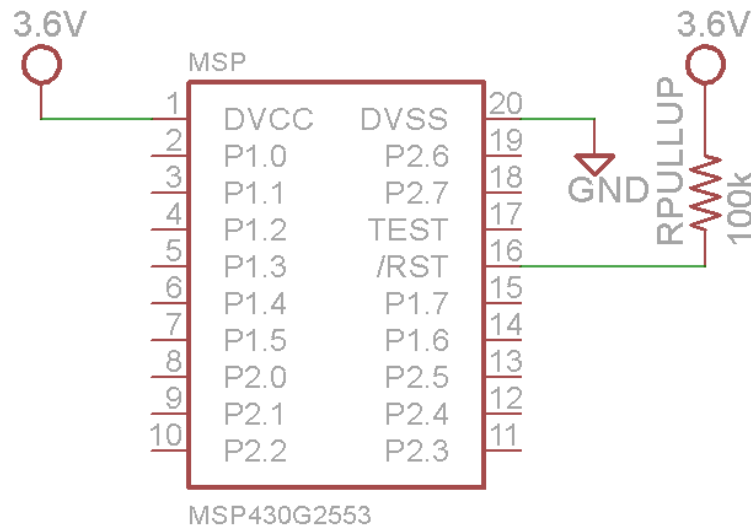 3.6V
3.6V
MSP
1 DVCC DVSS 20
2 P1.0 P2.6 19
3 P1.1 P2.7 18
4 P1.2 TEST 17
5 P1.3 /RST 16
6 P1.4 P1.7 15
7 P1.5 P1.6 14
8 P2.0 P2.5 13
9 P2.1 P2.4 12
10 P2.2 P2.3 11
MSP430G2553
GND
RPULLUP
100k